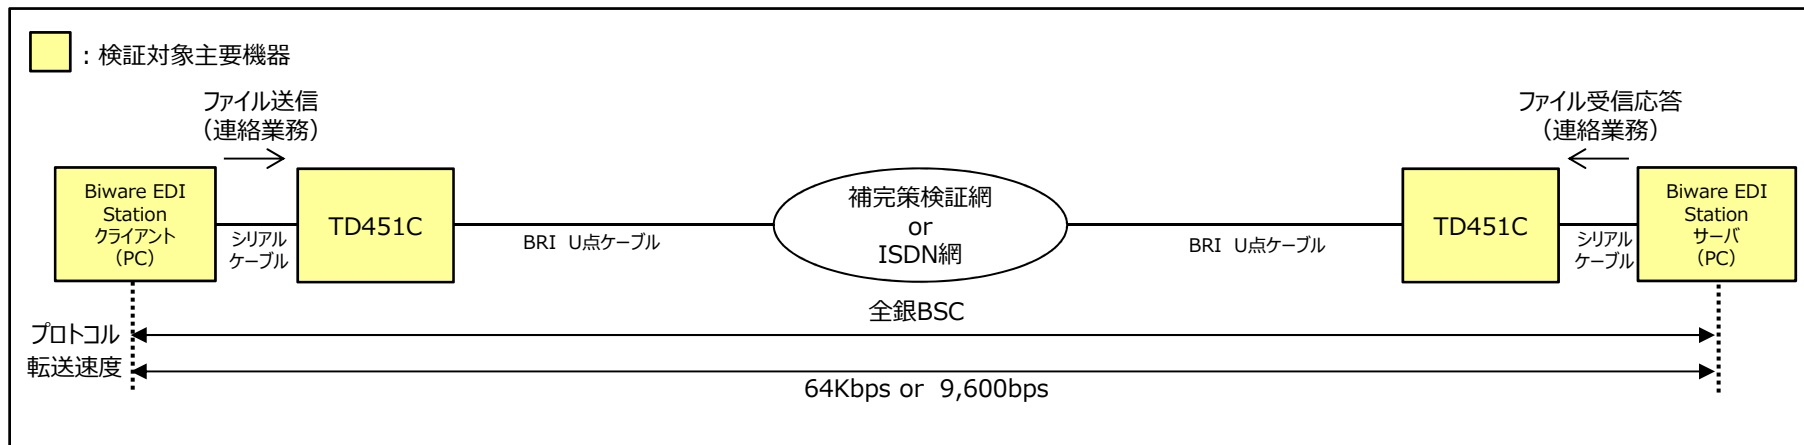 ：検証対象主要機器
ファイル送信
（連絡業務）
ファイル受信応答
（連絡業務）
Biware EDI
Station
クライアント
（PC）
シリアル
ケーブル
TD451C
BRI U点ケーブル
補完策検証網
or
ISDN網
BRI U点ケーブル
TD451C
シリアル
ケーブル
Biware EDI
Station
サーバ
（PC）
全銀BSC
プロトコル
転送速度
64Kbps or 9,600bps